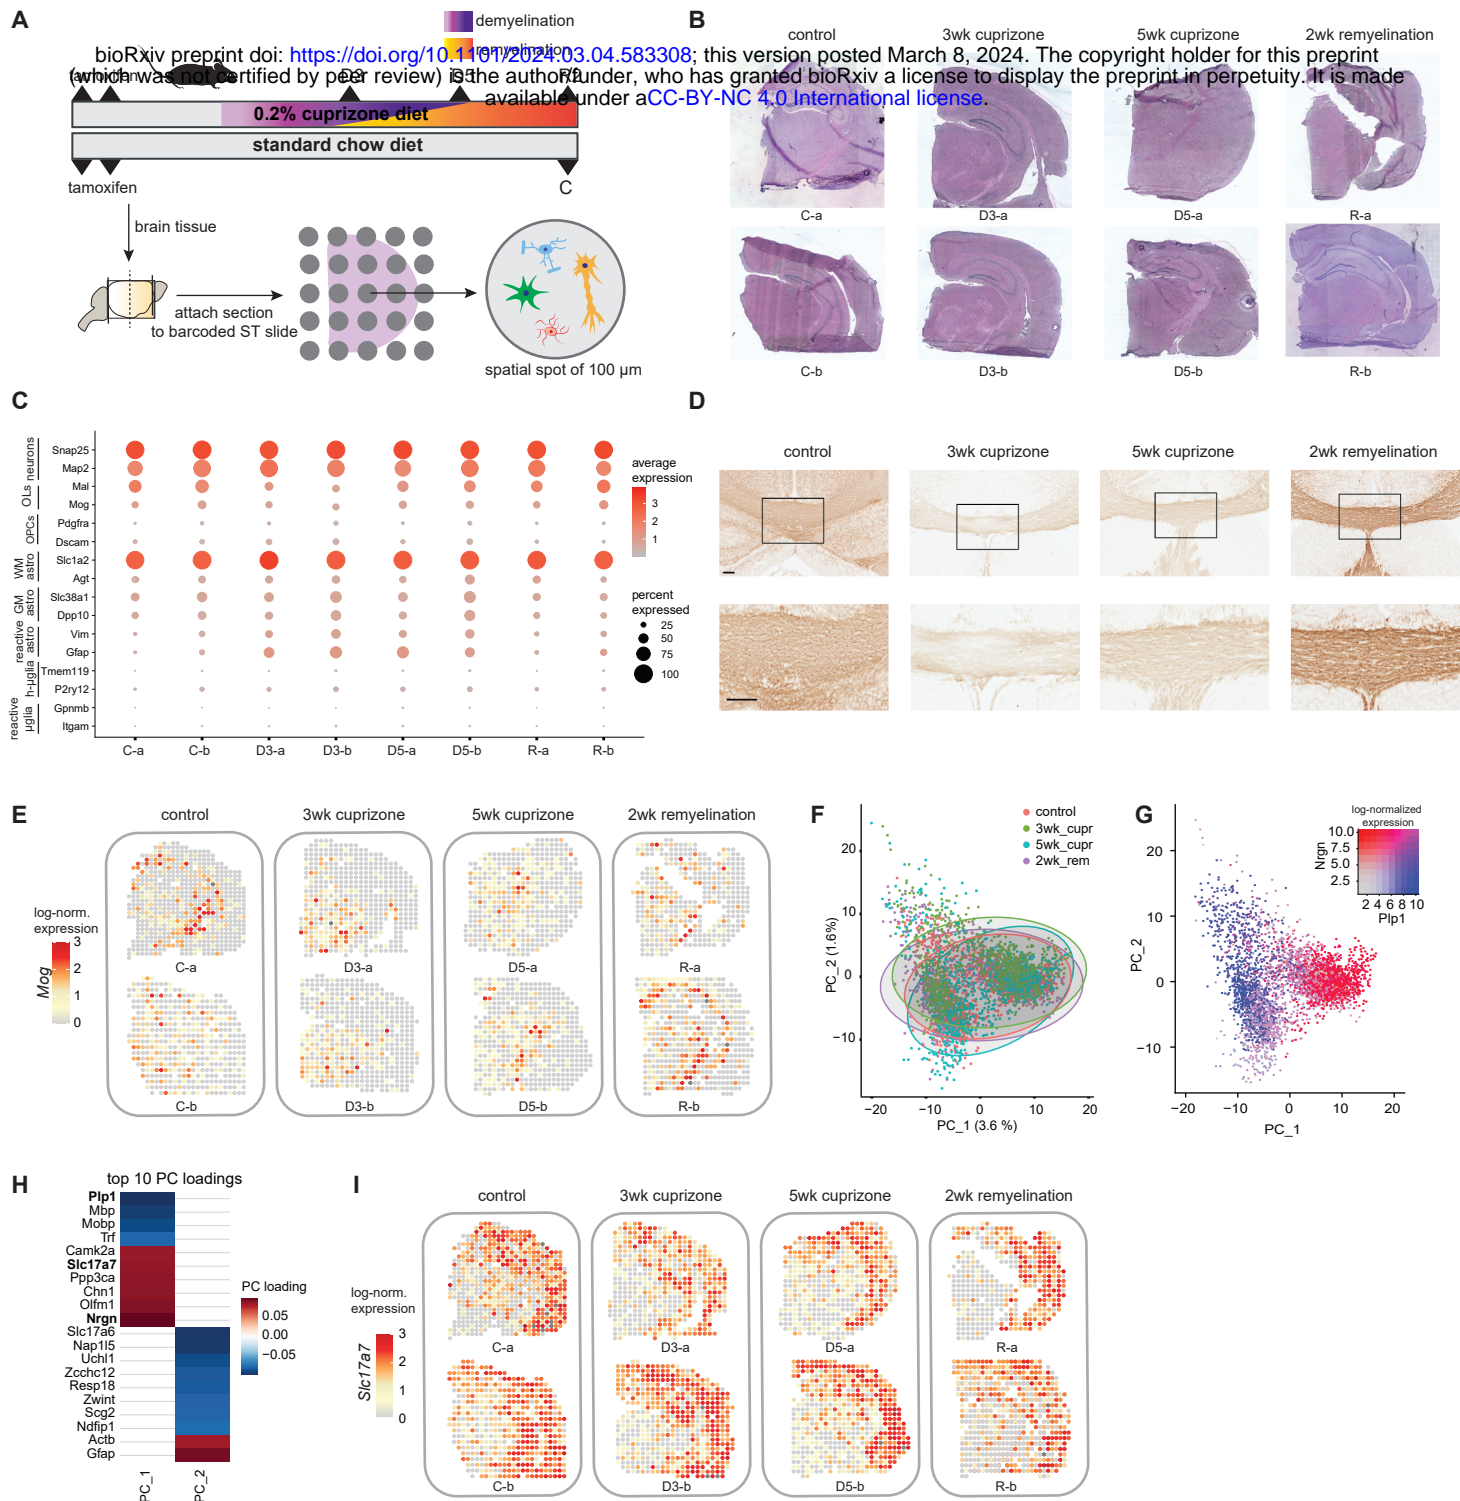 A
demyelination
remyelination
bioRxiv preprint doi: https://doi.org/10.1101/2024.03.04.583308; this version posted March 8, 2024. The copyright holder for this preprint
(which was not certified by peer review) is the author/funder, who has granted bioRxiv a license to display the preprint in perpetuity. It is made
available under aCC-BY-NC 4.0 International license.
tamoxifen
D3
D5
R
0.2% cuprizone diet
standard chow diet
tamoxifen
C
brain tissue
attach section
to barcoded ST slide
spatial spot of 100 µm
B
control
3wk cuprizone
5wk cuprizone
2wk remyelination
C-a
D3-a
D5-a
R-a
C-b
D3-b
D5-b
R-b
C
neurons
OLs
OPCs
WM
astro
GM
astro
reactive
astro
h-µglia
reactive
µglia
Snap25
Map2
Mal
Mog
Pdgfra
Dscam
Slc1a2
Agt
Slc38a1
Dpp10
Vim
Gfap
Tmem119
P2ry12
Gpnmb
Itgam
C-a
C-b
D3-a
D3-b
D5-a
D5-b
R-a
R-b
average
expression
3
2
1
percent
expressed
25
50
75
100
D
control
3wk cuprizone
5wk cuprizone
2wk remyelination
E
control
3wk cuprizone
5wk cuprizone
2wk remyelination
log-norm.
expression
Mog
3
2
1
0
C-a
D3-a
D5-a
R-a
C-b
D3-b
D5-b
R-b
F
control
3wk_cupr
5wk_cupr
2wk_rem
PC_2 (1.6%)
20
10
0
−10
−20
−10
0
10
20
PC_1 (3.6 %)
G
log-normalized
expression
Nrgn
10.0
7.5
5.0
2.5
2 4 6 8 10
Plp1
PC_2
20
10
0
−10
−20
−10
0
10
20
PC_1
H
top 10 PC loadings
Plp1
Mbp
Mobp
Trf
Camk2a
Slc17a7
Ppp3ca
Chn1
Olfm1
Nrgn
Slc17a6
Nap1l5
Uchl1
Zcchc12
Resp18
Zwint
Scg2
Ndfip1
Actb
Gfap
PC_1
PC_2
PC loading
0.05
0.00
−0.05
I
control
3wk cuprizone
5wk cuprizone
2wk remyelination
log-norm.
expression
Slc17a7
3
2
1
0
C-a
D3-a
D5-a
R-a
C-b
D3-b
D5-b
R-b